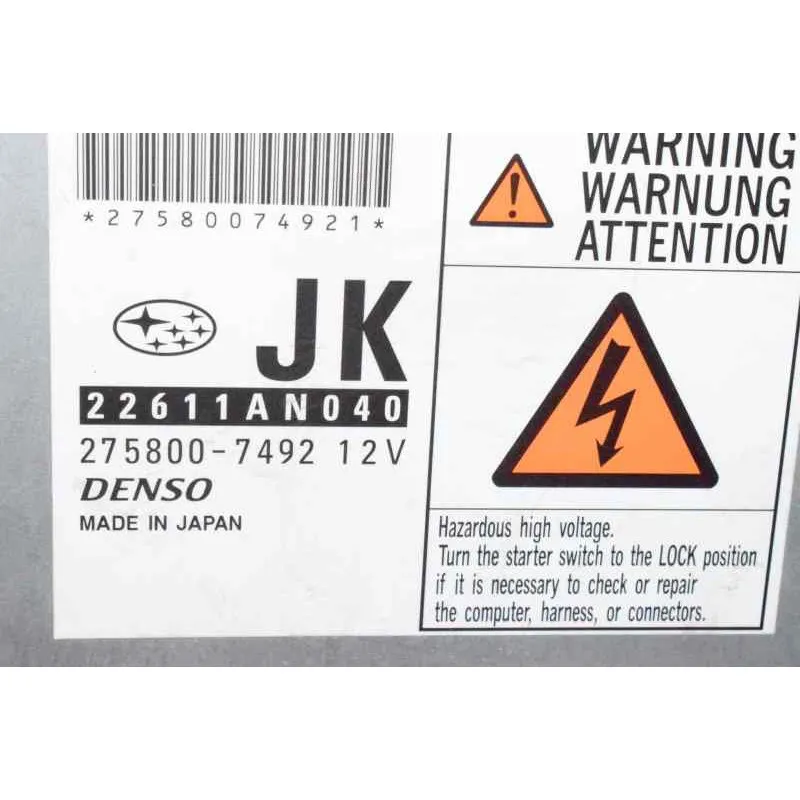 *27580074921*
JK
22611AN040
275800-7492 12V
DENSO
MADE IN JAPAN
WARNING
WARNUNG
ATTENTION
Hazardous high voltage.
Turn the starter switch to the LOCK position
if it is necessary to check or repair
the computer, harness, or connectors.